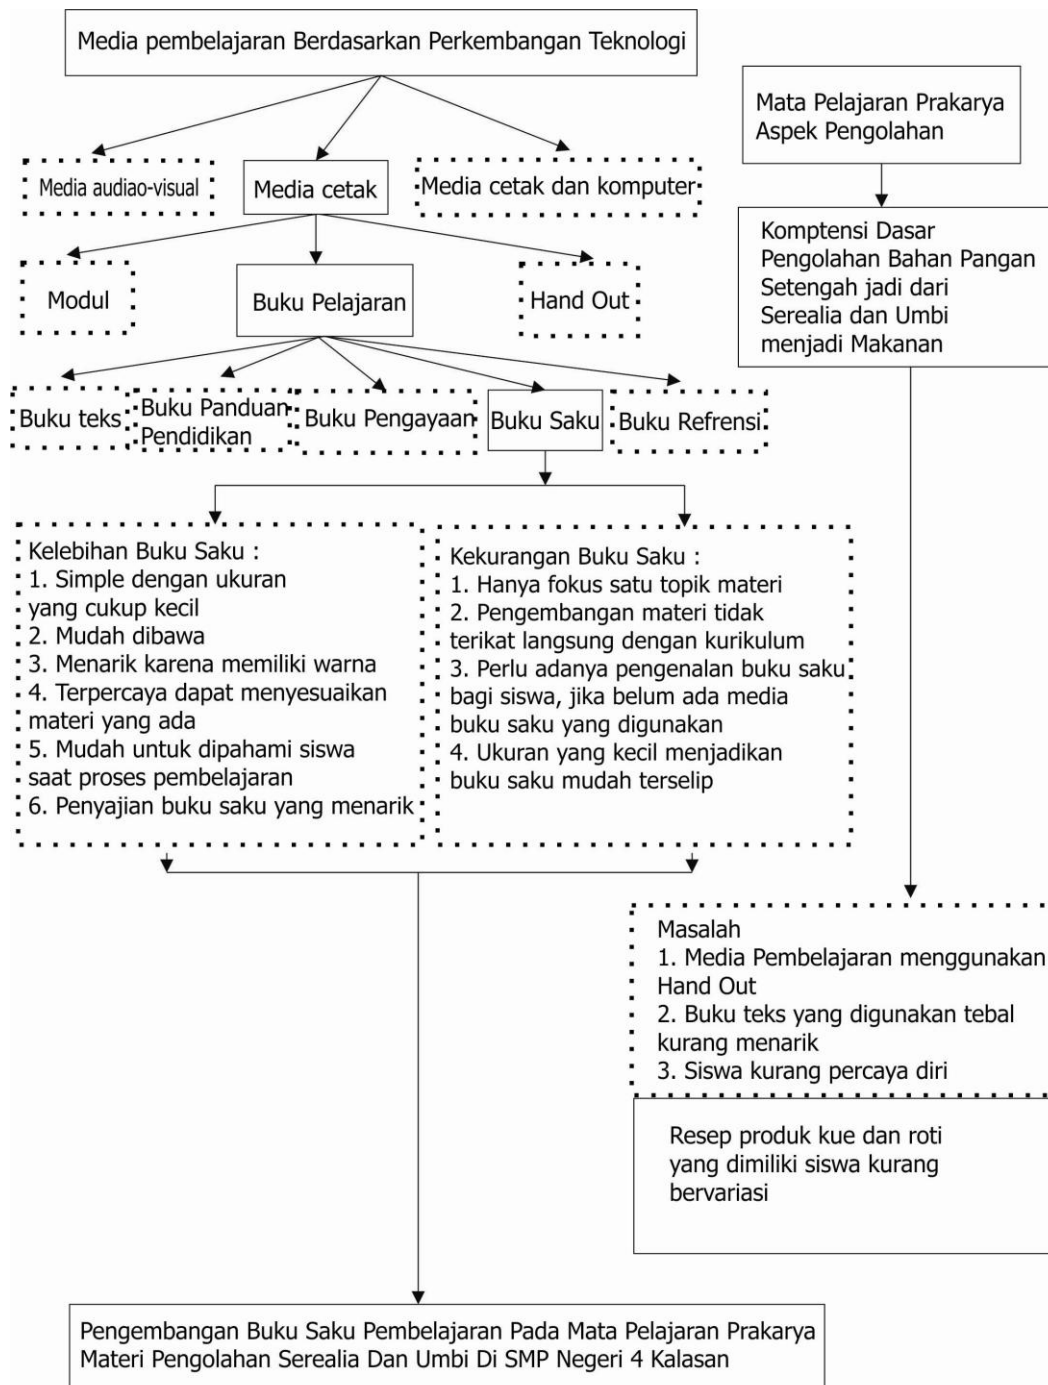 Media pembelajaran Berdasarkan Perkembangan Teknologi
Mata Pelajaran Prakarya
Aspek Pengolahan
Media audiao-visual
Media cetak
Media cetak dan komputer
Komptensi Dasar
Pengolahan Bahan Pangan
Setengah jadi dari
Serealia dan Umbi
menjadi Makanan
Modul
Buku Pelajaran
Hand Out
Buku teks
Buku Panduan
Pendidikan
Buku Pengayaan
Buku Saku
Buku Refrensi
Kelebihan Buku Saku :
1. Simple dengan ukuran
yang cukup kecil
2. Mudah dibawa
3. Menarik karena memiliki warna
4. Terpercaya dapat menyesuaikan
materi yang ada
5. Mudah untuk dipahami siswa
saat proses pembelajaran
6. Penyajian buku saku yang menarik
Kekurangan Buku Saku :
1. Hanya fokus satu topik materi
2. Pengembangan materi tidak
terikat langsung dengan kurikulum
3. Perlu adanya pengenalan buku saku
bagi siswa, jika belum ada media
buku saku yang digunakan
4. Ukuran yang kecil menjadikan
buku saku mudah terselip
Masalah
1. Media Pembelajaran menggunakan
Hand Out
2. Buku teks yang digunakan tebal
kurang menarik
3. Siswa kurang percaya diri
Resep produk kue dan roti
yang dimiliki siswa kurang
bervariasi
Pengembangan Buku Saku Pembelajaran Pada Mata Pelajaran Prakarya
Materi Pengolahan Serealia Dan Umbi Di SMP Negeri 4 Kalasan